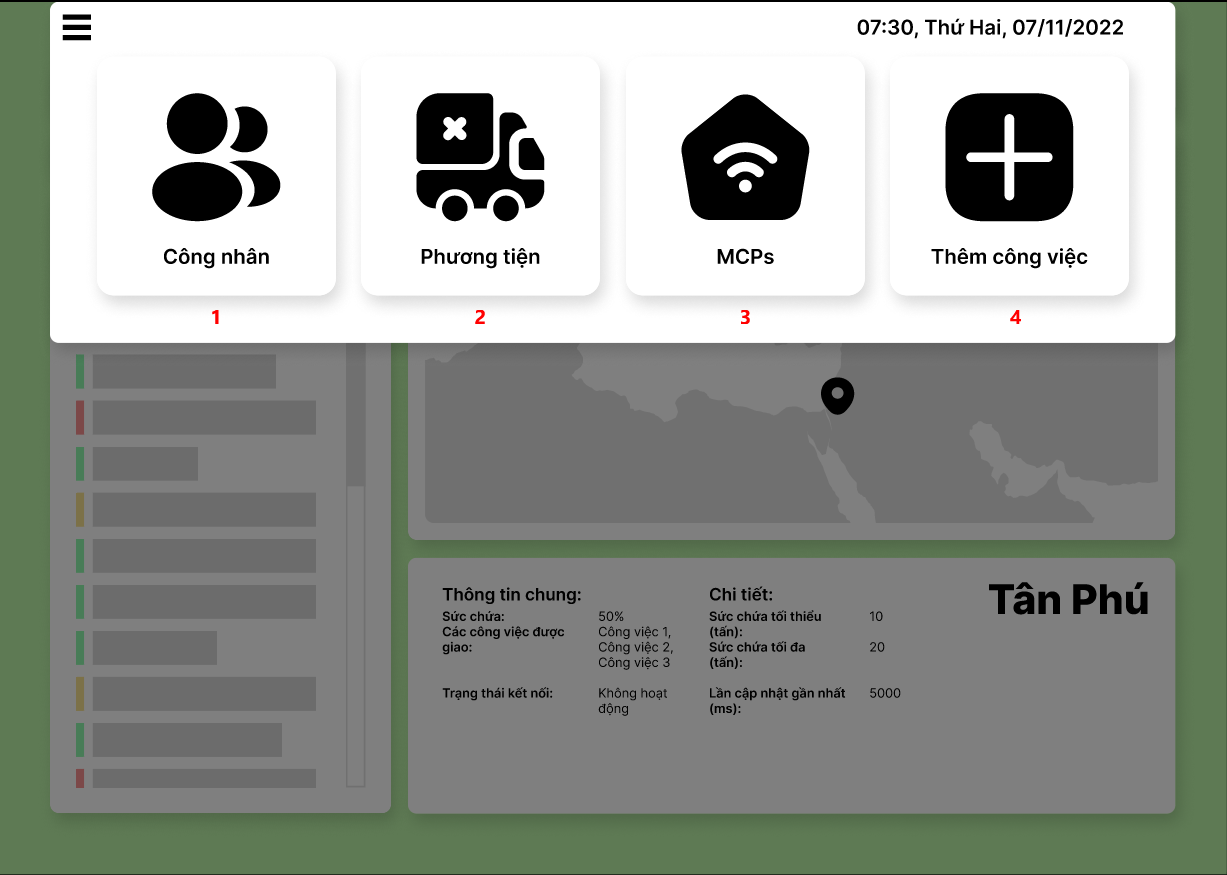 07:30, Thứ Hai, 07/11/2022
Công nhân
Phương tiện
MCPs
Thêm công việc
1
2
3
4
Thông tin chung:
Sức chứa:
50%
Các công việc được
giao:
Công việc 1,
Công việc 2,
Công việc 3
Trạng thái kết nối:
Không hoạt
động
Chi tiết:
Sức chứa tối thiểu
(tấn):
10
Sức chứa tối đa
(tấn):
20
Lần cập nhật gần nhất
(ms):
5000
Tân Phú